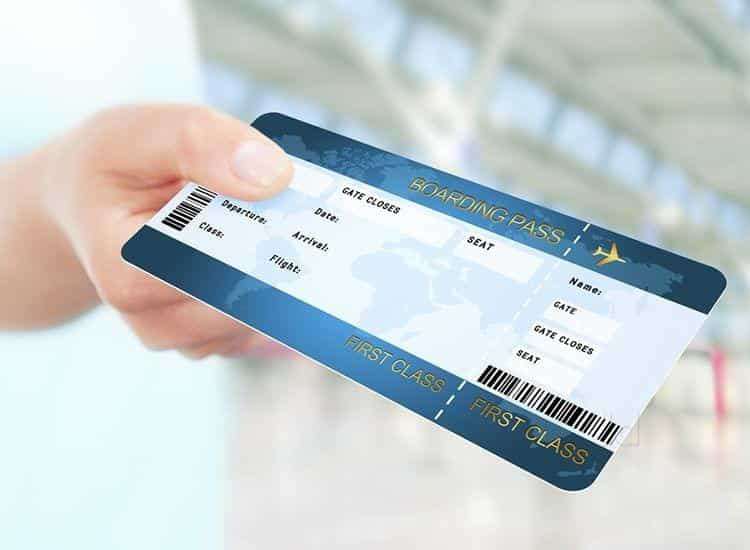 BOARDING PASS
GATE CLOSES
SEAT
Departure:
Date:
Class:
Arrival:
Flight:
FIRST CLASS
Name:
GATE
GATE CLOSES
SEAT
FIRST CLASS